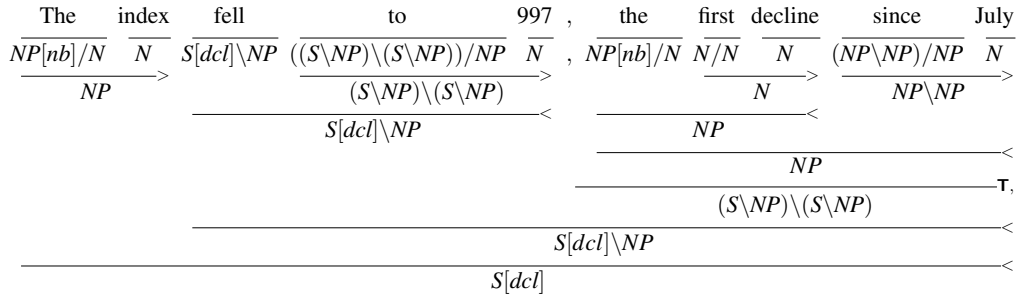 The index fell to 997 , the first decline since July
NP[nb]/N N S[dcl]\NP ((S\NP)\(S\NP))/NP N , NP[nb]/N N/N N (NP\NP)/NP N
> > > >
NP (S\NP)\(S\NP) N NP\NP
< <
S[dcl]\NP NP
<
NP
T,
(S\NP)\(S\NP)
<
S[dcl]\NP
<
S[dcl]